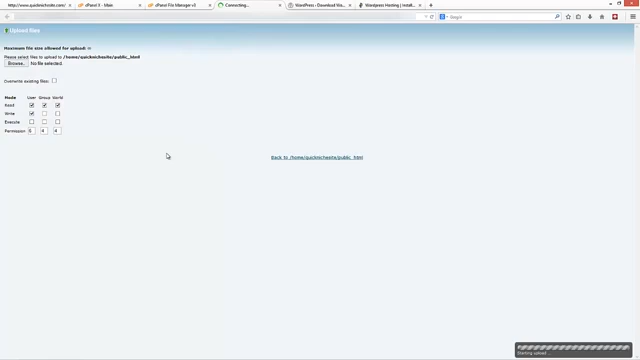 http://www.quicknichesite.com/ cPanel X - Main cPanel File Manager v3 Connecting... WordPress › Download Wor... Wordpress Hosting | Install...
Google
Upload files
Maximum file size allowed for upload: ∞
Please select files to upload to /home/quicknichesite/public_html
Browse.. No file selected.
Overwrite existing files:
Mode User Group World
Read
Write
Execute
Permission 6 4 4
Back to /home/quicknichesite/public_html
Starting upload ...